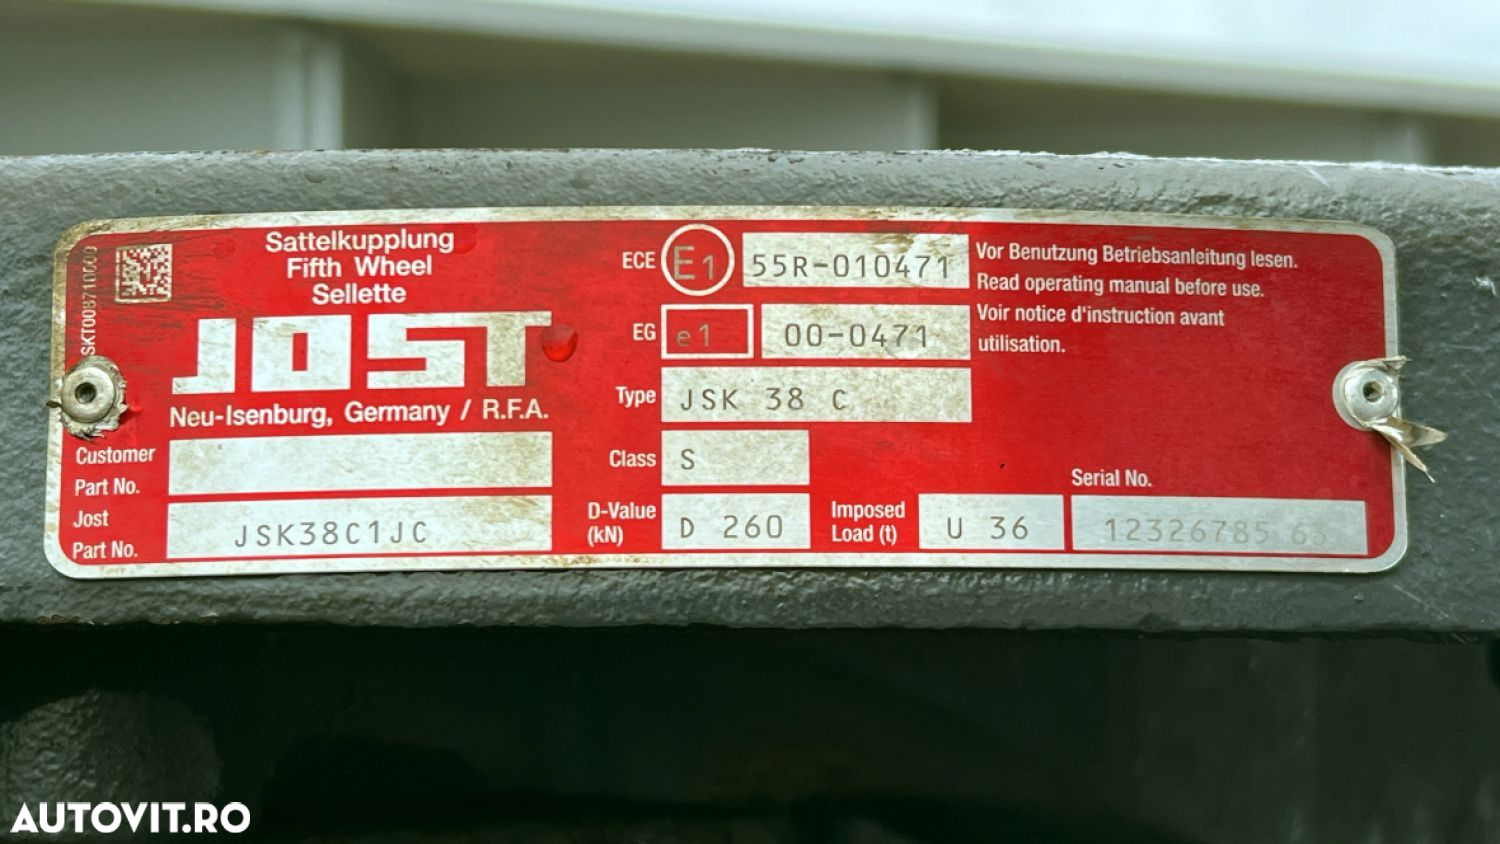 SKT008710600
Sattelkupplung
Fifth Wheel
Sellette
JOST
Neu-Isenburg, Germany / R.F.A.
Customer
Part No.
Jost
Part No. JSK38C1JC
ECE E1 55R-010471
EG e1 00-0471
Type JSK 38 C
Class S
D-Value
(kN) D 260
Imposed
Load (t) U 36
Vor Benutzung Betriebsanleitung lesen.
Read operating manual before use.
Voir notice d'instruction avant
utilisation.
Serial No.
12326785 63
AUTOVIT.RO